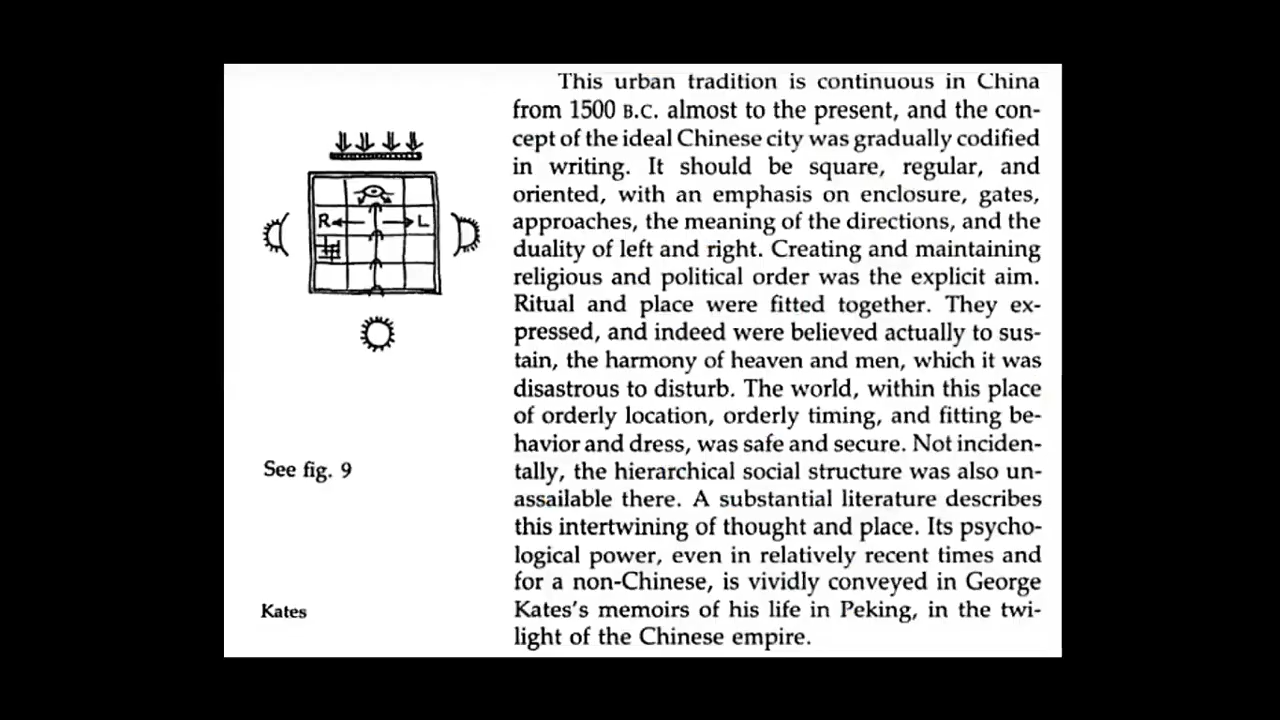 This urban tradition is continuous in China
from 1500 B.C. almost to the present, and the con-
cept of the ideal Chinese city was gradually codified
in writing. It should be square, regular, and
oriented, with an emphasis on enclosure, gates,
R L
approaches, the meaning of the directions, and the
duality of left and right. Creating and maintaining
religious and political order was the explicit aim.
Ritual and place were fitted together. They ex-
pressed, and indeed were believed actually to sus-
tain, the harmony of heaven and men, which it was
disastrous to disturb. The world, within this place
of orderly location, orderly timing, and fitting be-
havior and dress, was safe and secure. Not inciden-
See fig. 9
tally, the hierarchical social structure was also un-
assailable there. A substantial literature describes
this intertwining of thought and place. Its psycho-
logical power, even in relatively recent times and
for a non-Chinese, is vividly conveyed in George
Kates
Kates's memoirs of his life in Peking, in the twi-
light of the Chinese empire.